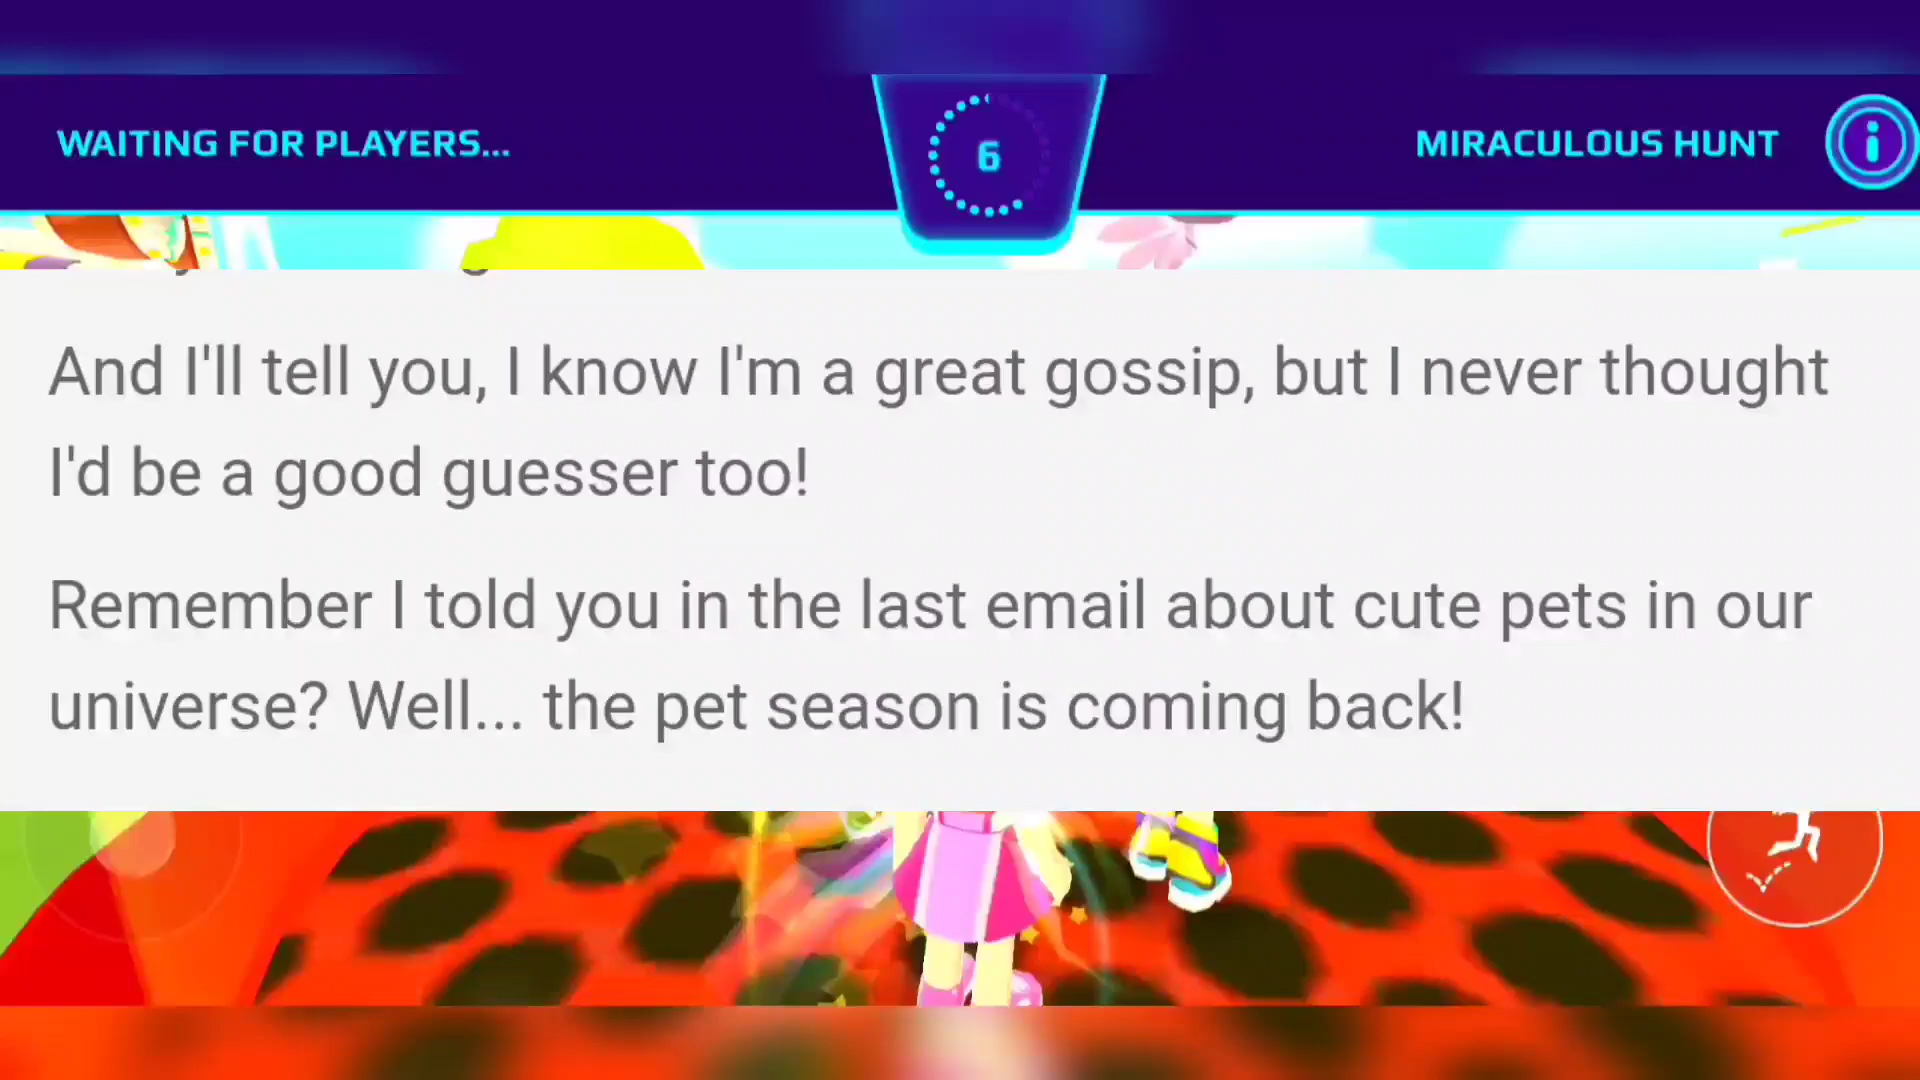 WAITING FOR PLAYERS...
6
MIRACULOUS HUNT
And I'll tell you, I know I'm a great gossip, but I never thought
I'd be a good guesser too!
Remember I told you in the last email about cute pets in our
universe? Well... the pet season is coming back!